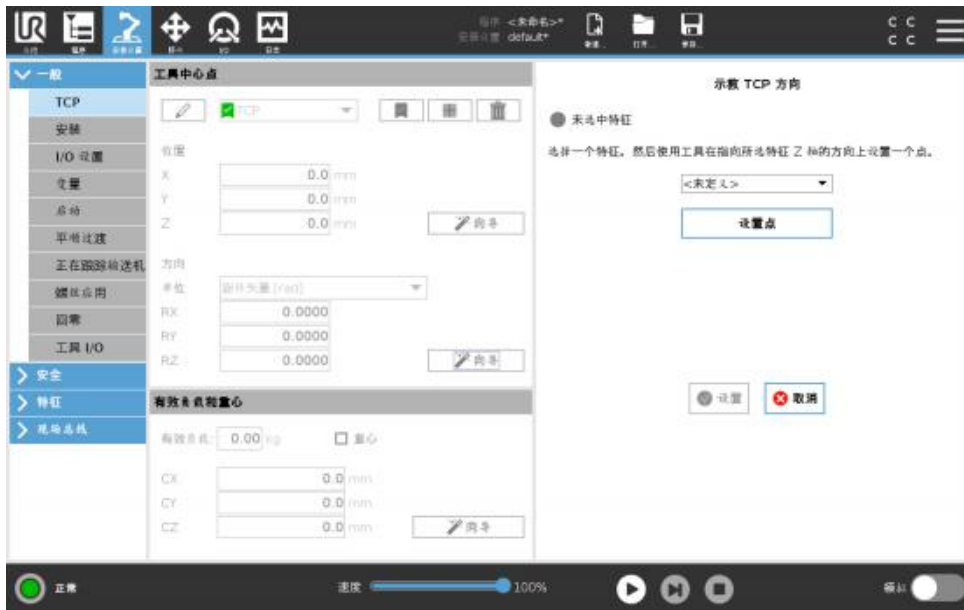 UR
程序 <未命名>*
安装设置 default*
新建... 打开... 保存...
C C
C C
一般
TCP
安装
I/O 设置
变量
启动
平滑过渡
正在跟踪输送机
螺丝应用
回零
工具 I/O
安全
特征
现场总线
工具中心点
TCP
位置
X 0.0 mm
Y 0.0 mm
Z 0.0 mm
向导
方向
单位 旋转矢量 [rad]
RX 0.0000
RY 0.0000
RZ 0.0000
向导
有效负载和重心
有效负载: 0.00 kg 重心
CX 0.0 mm
CY 0.0 mm
CZ 0.0 mm
向导
示教 TCP 方向
未选中特征
选择一个特征。然后使用工具在指向所选特征 Z 轴的方向上设置一个点。
<未定义>
设置点
设置 取消
正常
速度 100%